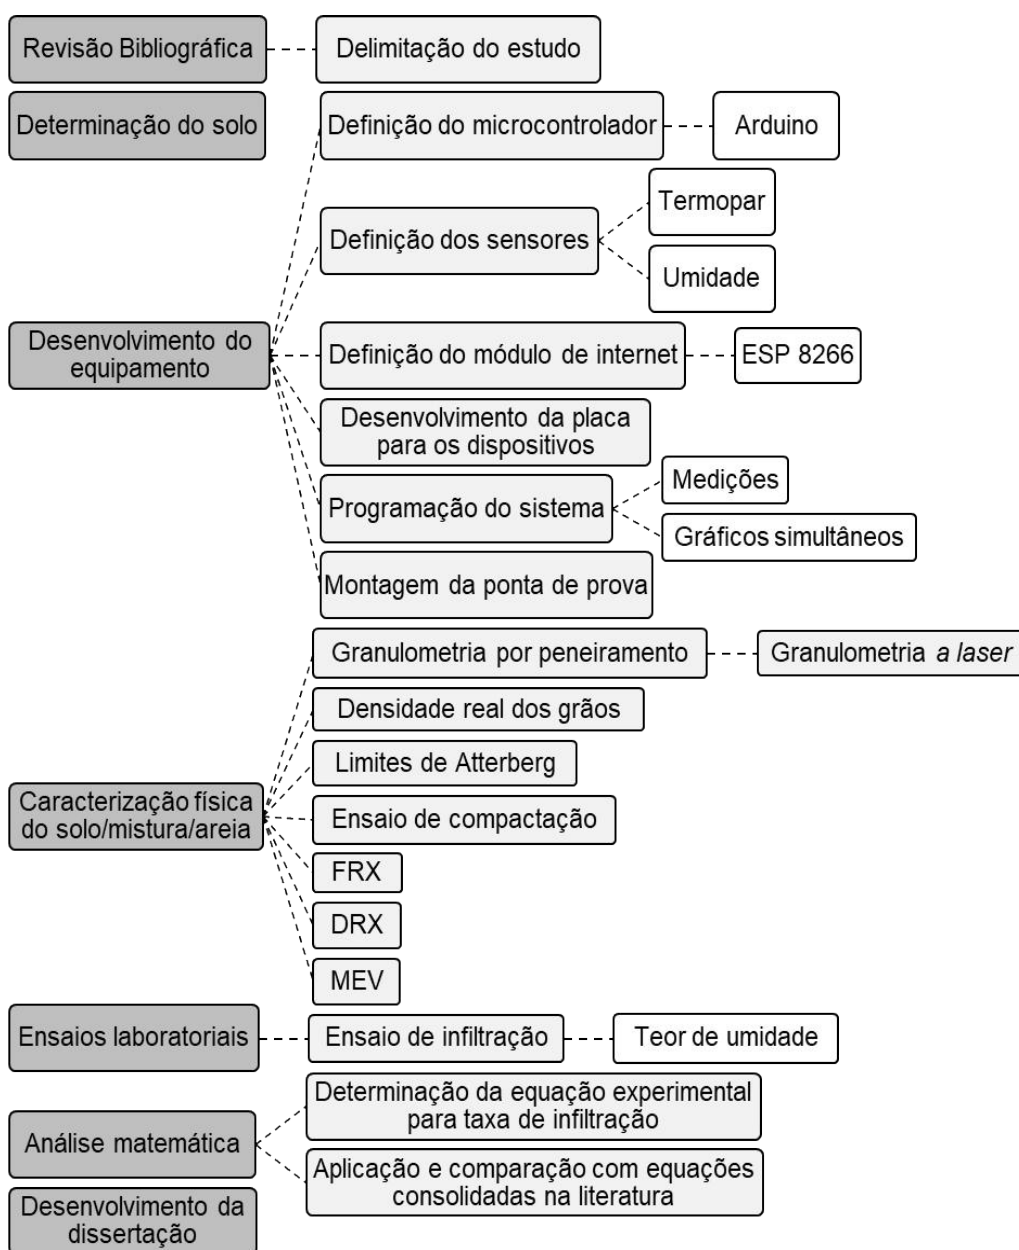 Revisão Bibliográfica
Delimitação do estudo
Determinação do solo
Definição do microcontrolador
Arduino
Termopar
Definição dos sensores
Umidade
Desenvolvimento do
equipamento
Definição do módulo de internet
ESP 8266
Desenvolvimento da placa
para os dispositivos
Medições
Programação do sistema
Gráficos simultâneos
Montagem da ponta de prova
Granulometria por peneiramento
Granulometria a laser
Densidade real dos grãos
Limites de Atterberg
Caracterização física
do solo/mistura/areia
Ensaio de compactação
FRX
DRX
MEV
Ensaios laboratoriais
Ensaio de infiltração
Teor de umidade
Determinação da equação experimental
para taxa de infiltração
Análise matemática
Aplicação e comparação com equações
consolidadas na literatura
Desenvolvimento da
dissertação